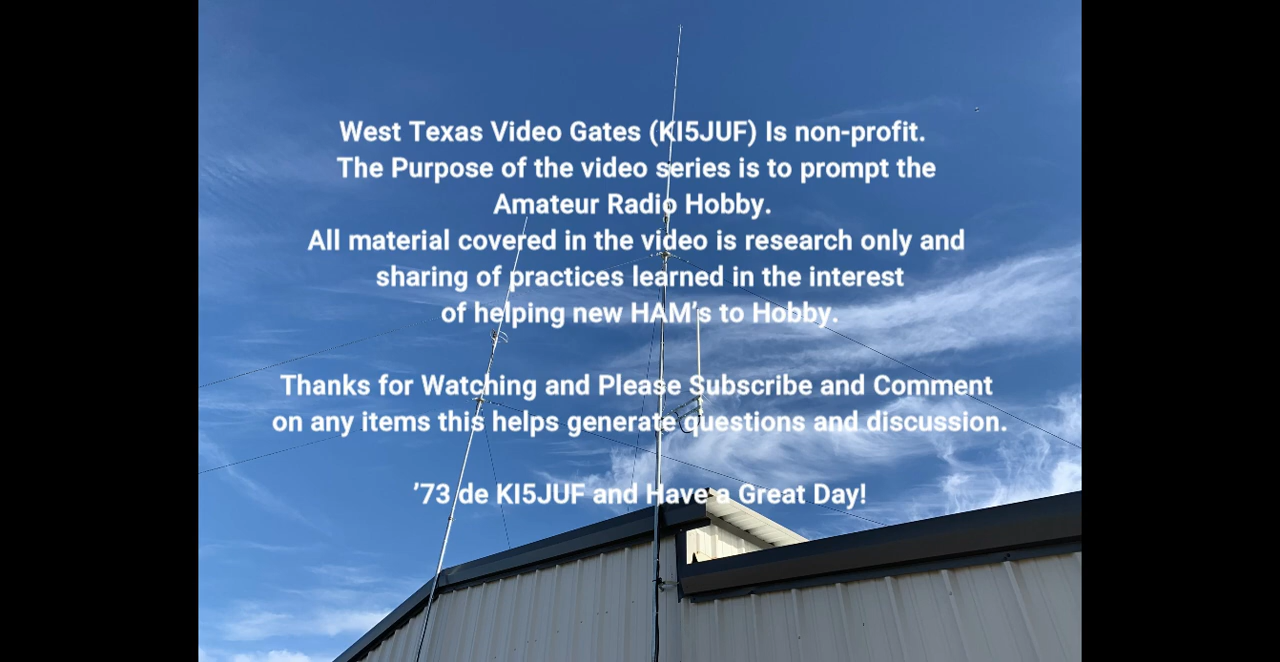 West Texas Video Gates (KI5JUF) Is non-profit.
The Purpose of the video series is to prompt the
Amateur Radio Hobby.
All material covered in the video is research only and
sharing of practices learned in the interest
of helping new HAM’s to Hobby.
Thanks for Watching and Please Subscribe and Comment
on any items this helps generate questions and discussion.
’73 de KI5JUF and Have a Great Day!